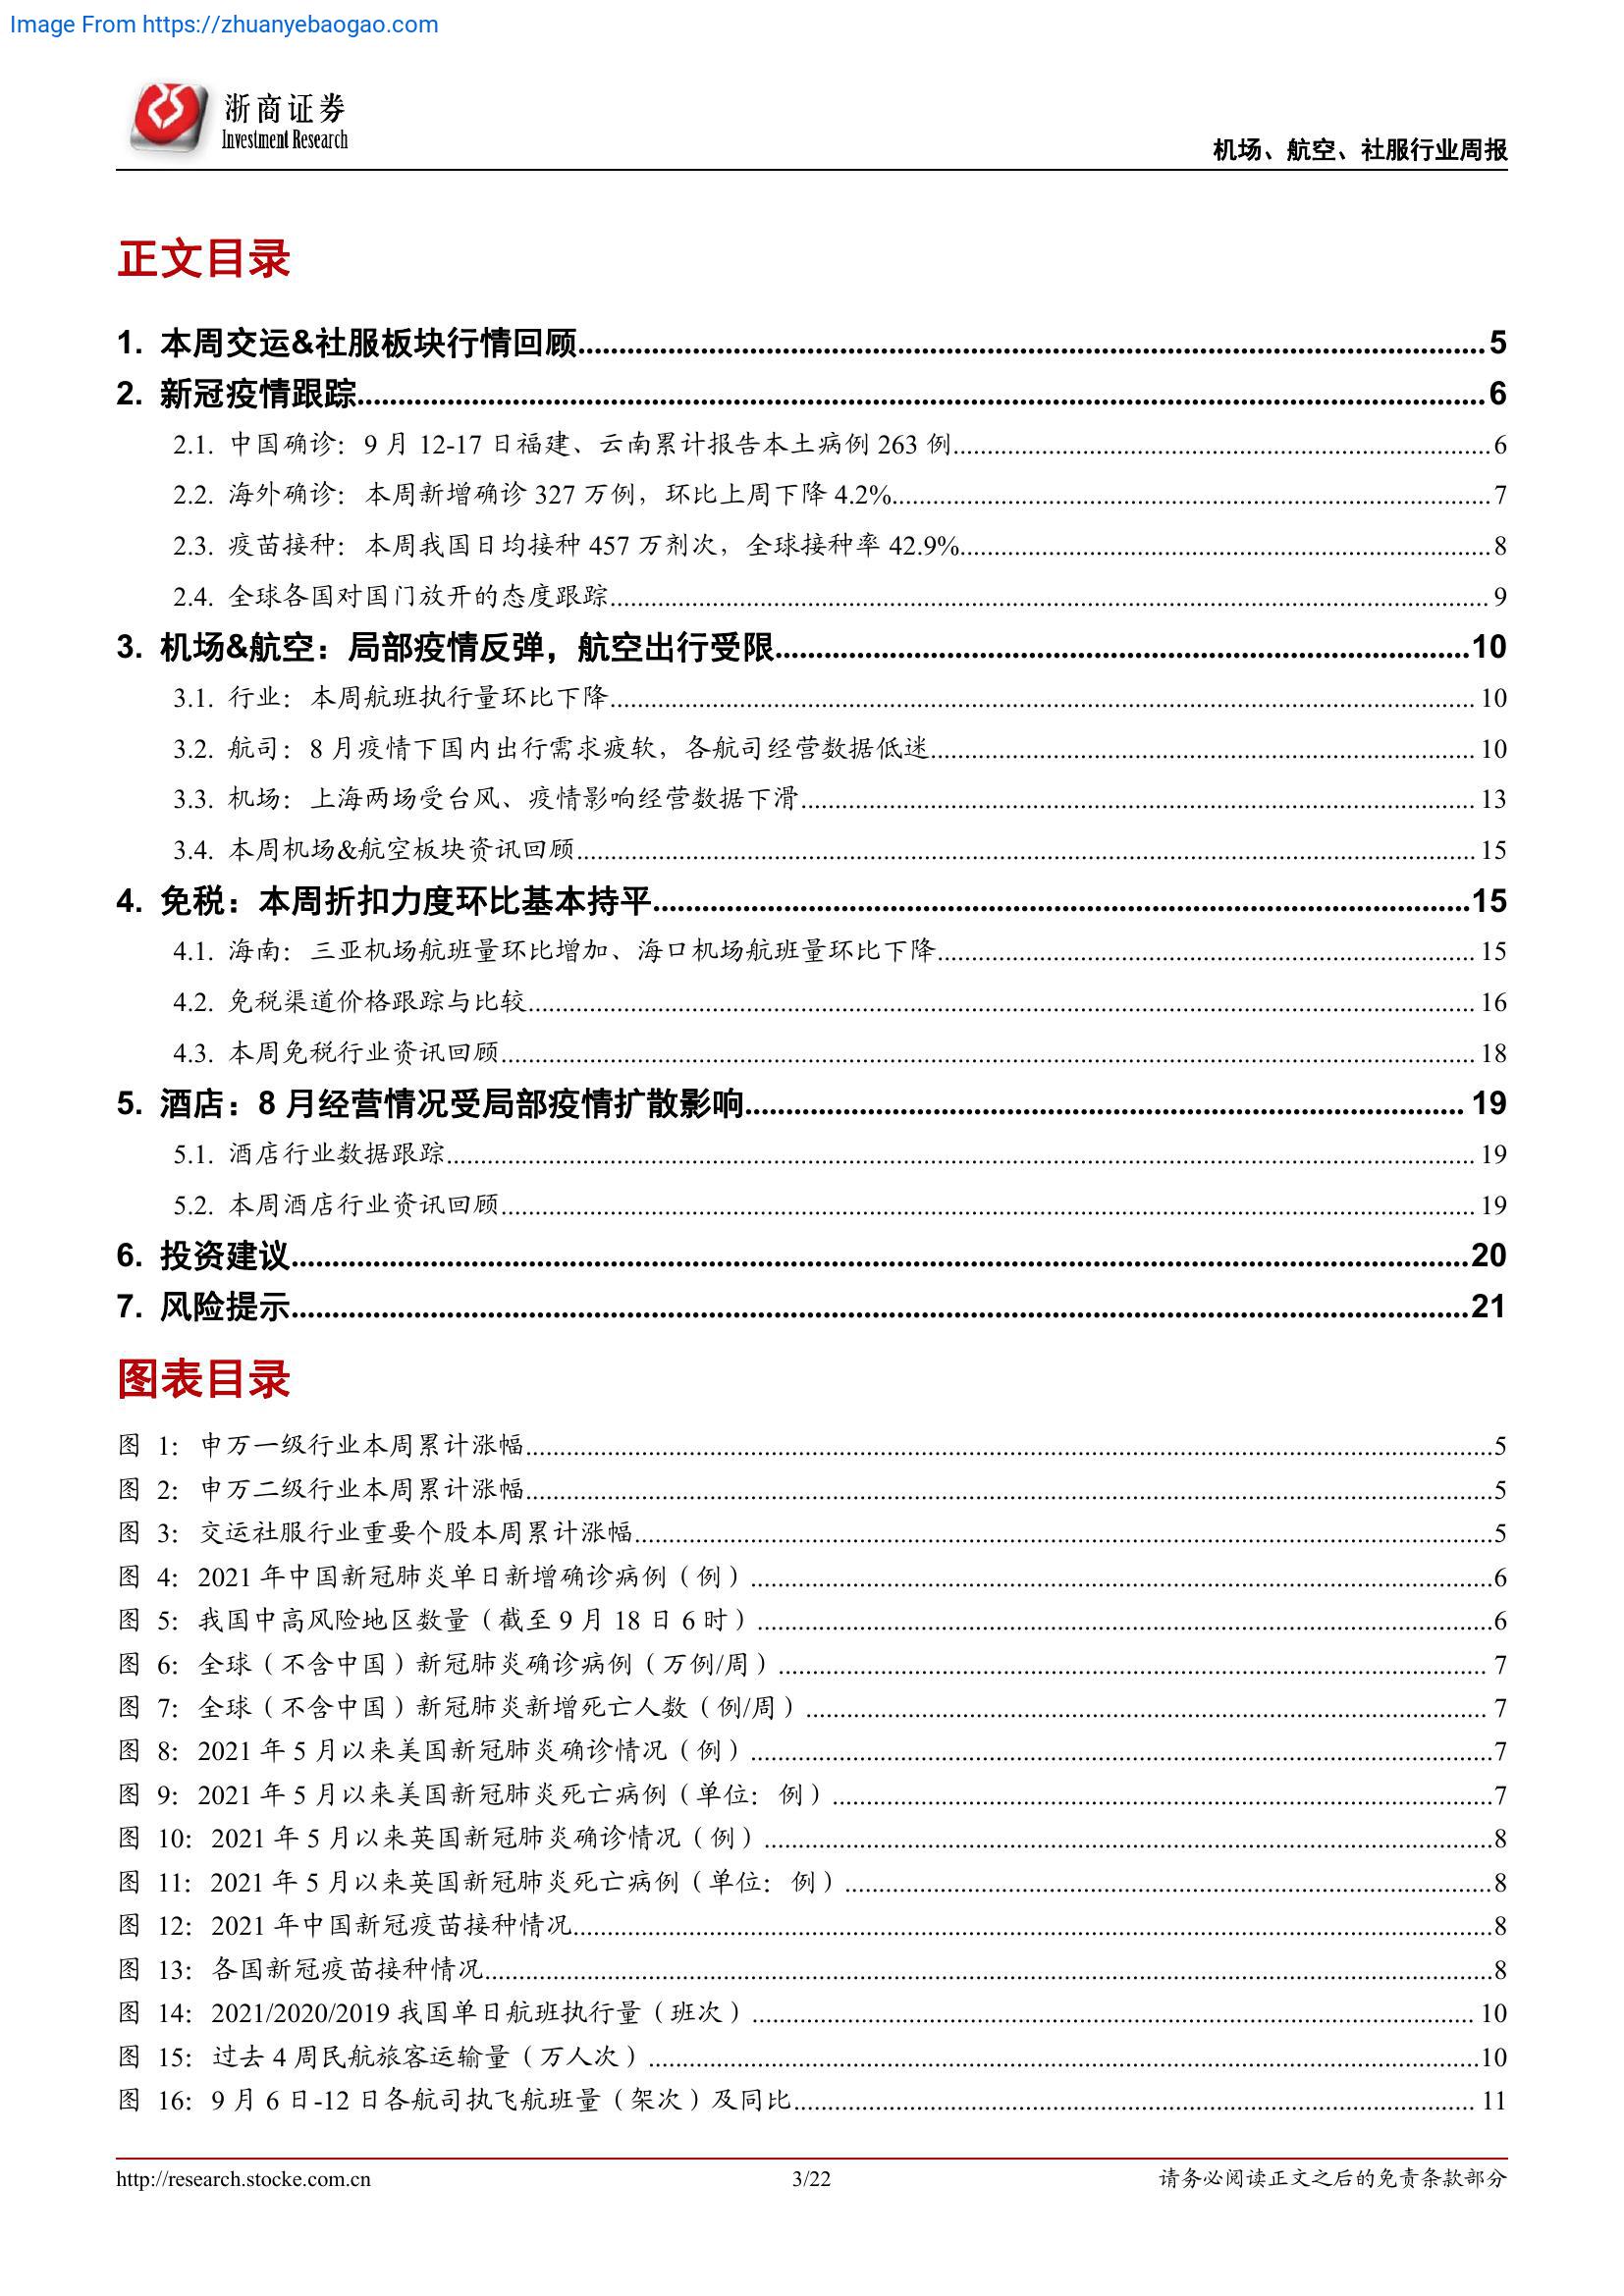 Image From https://zhuanyebaogao.com
浙商证券
Investment Research
机场、航空、社服行业周报
正文目录
1. 本周交运&社服板块行情回顾 5
2. 新冠疫情跟踪 6
2.1. 中国确诊：9 月 12-17 日福建、云南累计报告本土病例 263 例 6
2.2. 海外确诊：本周新增确诊 327 万例，环比上周下降 4.2% 7
2.3. 疫苗接种：本周我国日均接种 457 万剂次，全球接种率 42.9% 8
2.4. 全球各国对国门放开的态度跟踪 9
3. 机场&航空：局部疫情反弹，航空出行受限 10
3.1. 行业：本周航班执行量环比下降 10
3.2. 航司：8 月疫情下国内出行需求疲软，各航司经营数据低迷 10
3.3. 机场：上海两场受台风、疫情影响经营数据下滑 13
3.4. 本周机场&航空板块资讯回顾 15
4. 免税：本周折扣力度环比基本持平 15
4.1. 海南：三亚机场航班量环比增加、海口机场航班量环比下降 15
4.2. 免税渠道价格跟踪与比较 16
4.3. 本周免税行业资讯回顾 18
5. 酒店：8 月经营情况受局部疫情扩散影响 19
5.1. 酒店行业数据跟踪 19
5.2. 本周酒店行业资讯回顾 19
6. 投资建议 20
7. 风险提示 21
图表目录
图 1：申万一级行业本周累计涨幅 5
图 2：申万二级行业本周累计涨幅 5
图 3：交运社服行业重要个股本周累计涨幅 5
图 4：2021 年中国新冠肺炎单日新增确诊病例（例） 6
图 5：我国中高风险地区数量（截至 9 月 18 日 6 时） 6
图 6：全球（不含中国）新冠肺炎确诊病例（万例/周） 7
图 7：全球（不含中国）新冠肺炎新增死亡人数（例/周） 7
图 8：2021 年 5 月以来美国新冠肺炎确诊情况（例） 7
图 9：2021 年 5 月以来美国新冠肺炎死亡病例（单位：例） 7
图 10：2021 年 5 月以来英国新冠肺炎确诊情况（例） 8
图 11：2021 年 5 月以来英国新冠肺炎死亡病例（单位：例） 8
图 12：2021 年中国新冠疫苗接种情况 8
图 13：各国新冠疫苗接种情况 8
图 14：2021/2020/2019 我国单日航班执行量（班次） 10
图 15：过去 4 周民航旅客运输量（万人次） 10
图 16：9 月 6 日-12 日各航司执飞航班量（架次）及同比 11
http://research.stocke.com.cn
3/22
请务必阅读正文之后的免责条款部分